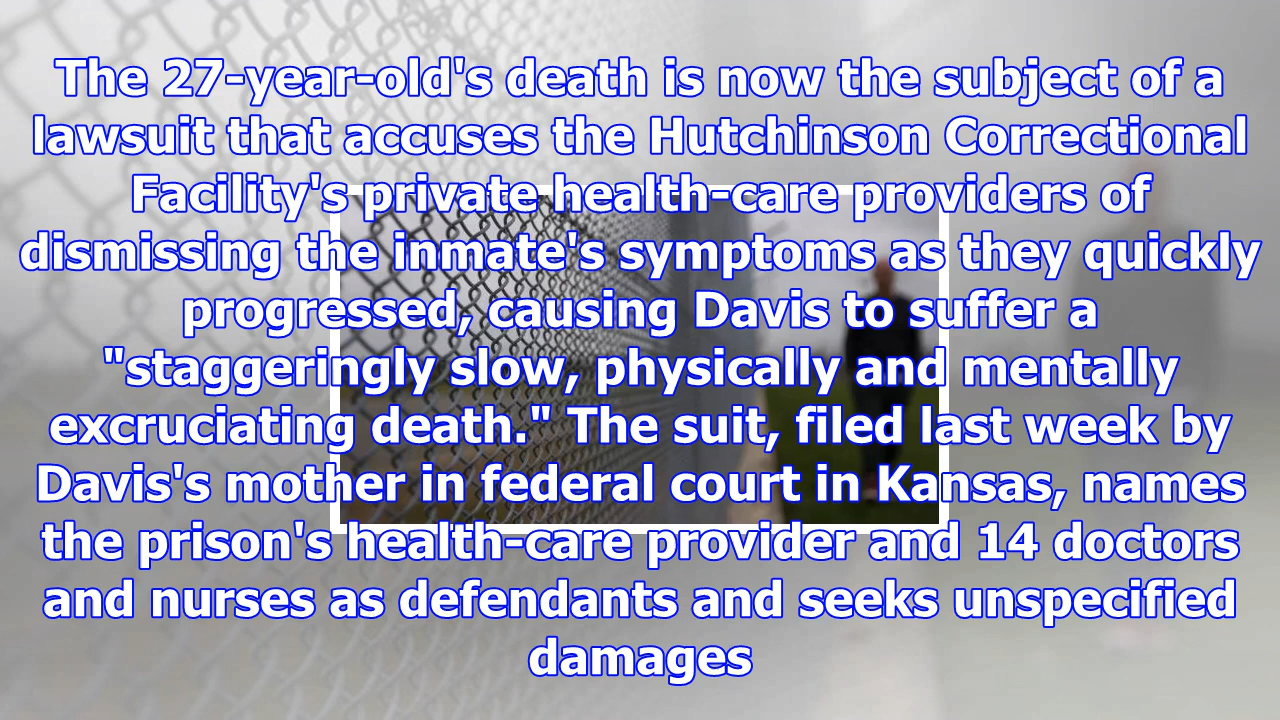 The 27-year-old's death is now the subject of a
lawsuit that accuses the Hutchinson Correctional
Facility's private health-care providers of
dismissing the inmate's symptoms as they quickly
progressed, causing Davis to suffer a
"staggeringly slow, physically and mentally
excruciating death." The suit, filed last week by
Davis's mother in federal court in Kansas, names
the prison's health-care provider and 14 doctors
and nurses as defendants and seeks unspecified
damages